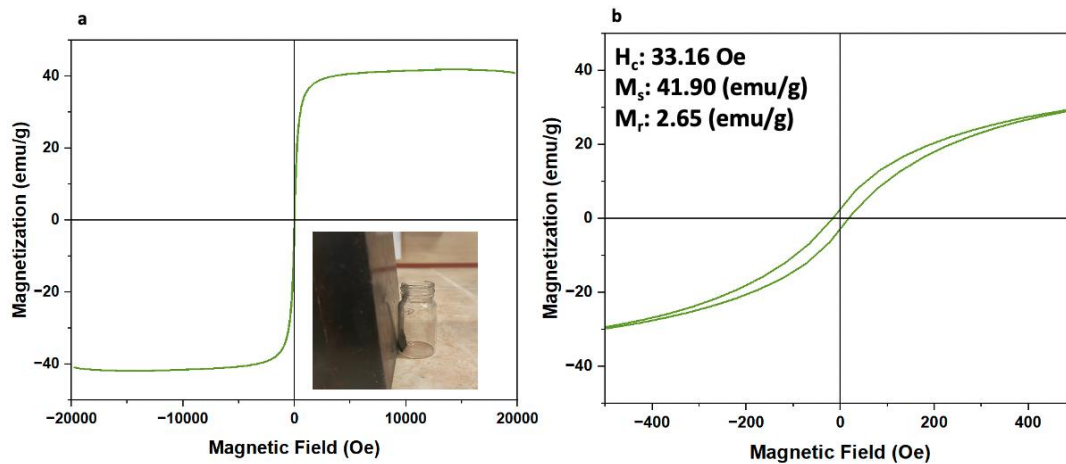 a
40
20
0
−20
−40
−20000
−10000
0
10000
20000
Magnetization (emu/g)
Magnetic Field (Oe)
b
H꜀: 33.16 Oe
Mₛ: 41.90 (emu/g)
Mᵣ: 2.65 (emu/g)
40
20
0
−20
−40
−400
−200
0
200
400
Magnetization (emu/g)
Magnetic Field (Oe)